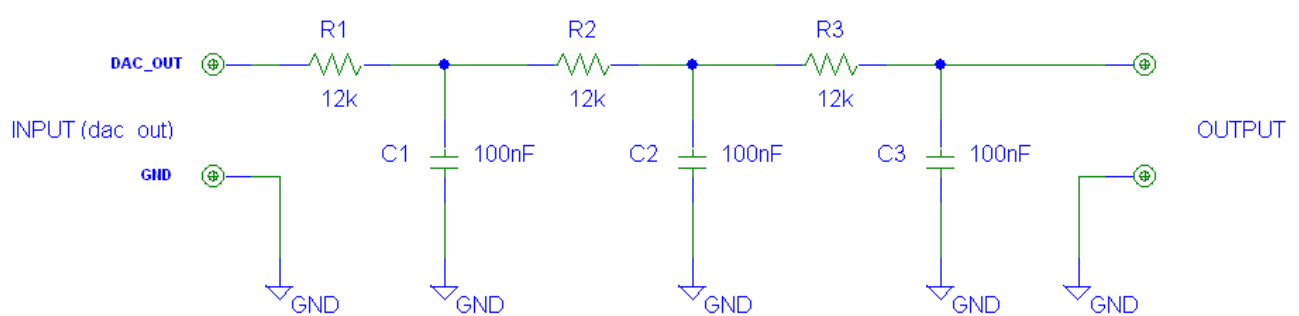 R1 R2 R3
DAC_OUT
12k 12k 12k
INPUT (dac out) OUTPUT
C1 100nF C2 100nF C3 100nF
GND
GND GND GND GND GND